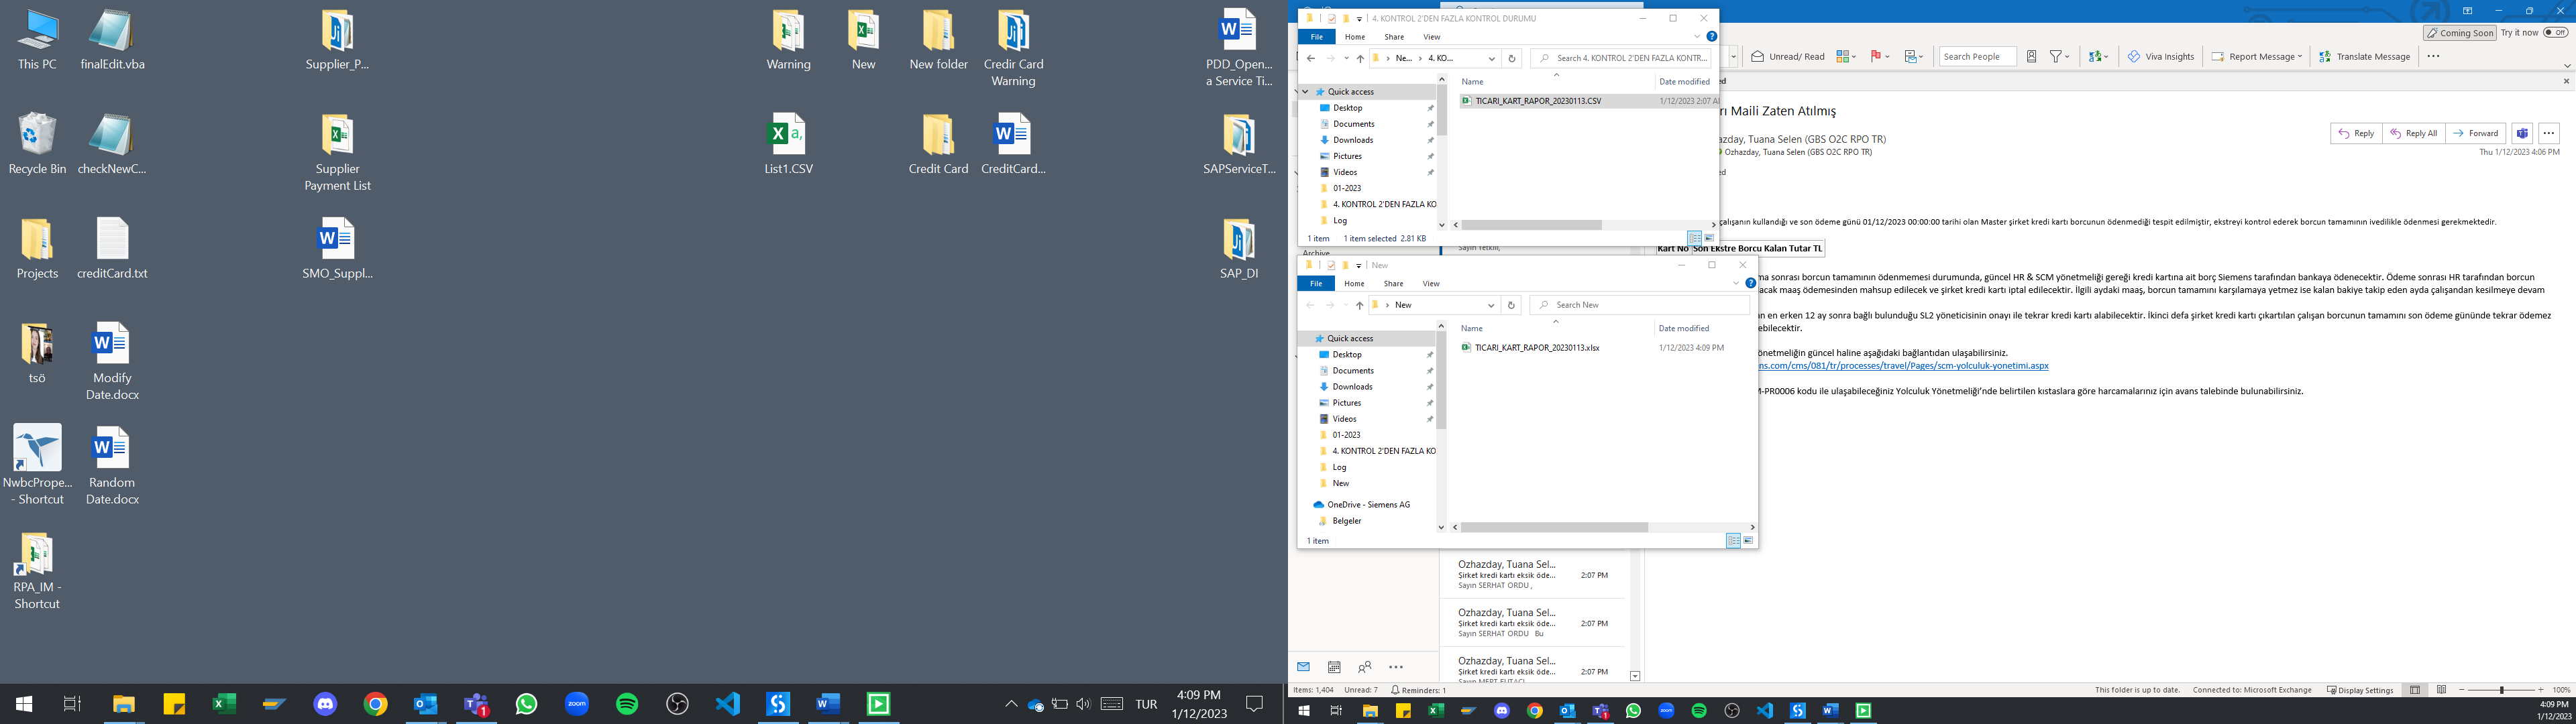 This PC
finalEdit.vba
Supplier_P...
Warning
New
New folder
Credir Card
Warning
PDD_Open...
a Service Ti...
Recycle Bin
checkNewC...
Supplier
Payment List
List1.CSV
Credit Card
CreditCard...
SAPServiceT...
Projects
creditCard.txt
SMO_Suppl...
SAP_DI
tsö
Modify
Date.docx
NwbcPrope...
- Shortcut
Random
Date.docx
RPA_IM -
Shortcut
TUR
4:09 PM
1/12/2023
4. KONTROL 2'DEN FAZLA KONTROL DURUMU
File Home Share View
Ne... > 4. KO...
Search 4. KONTROL 2'DEN FAZLA KONTR...
Name Date modified
Quick access
TICARI_KART_RAPOR_20230113.CSV 1/12/2023 2:07 AM
Desktop
Documents
Downloads
Pictures
Videos
01-2023
4. KONTROL 2'DEN FAZLA KO
Log
1 item 1 item selected 2.81 KB
Sayın Yetkili,
Archive
New
File Home Share View
New
Search New
Name Date modified
Quick access
TICARI_KART_RAPOR_20230113.xlsx 1/12/2023 4:09 PM
Desktop
Documents
Downloads
Pictures
Videos
01-2023
4. KONTROL 2'DEN FAZLA KO
Log
New
OneDrive - Siemens AG
Belgeler
1 item
Coming Soon Try it now Off
Unread/ Read
Search People
Viva Insights
Report Message
Translate Message
ed
rı Maili Zaten Atılmış
azday, Tuana Selen (GBS O2C RPO TR)
Ozhazday, Tuana Selen (GBS O2C RPO TR)
Reply Reply All Forward
Thu 1/12/2023 4:06 PM
ed
çalışanın kullandığı ve son ödeme günü 01/12/2023 00:00:00 tarihi olan Master şirket kredi kartı borcunun ödenmediği tespit edilmiştir, ekstreyi kontrol ederek borcun tamamının ivedilikle ödenmesi gerekmektedir.
Kart No Son Ekstre Borcu Kalan Tutar TL
ma sonrası borcun tamamının ödenmemesi durumunda, güncel HR & SCM yönetmeliği gereği kredi kartına ait borç Siemens tarafından bankaya ödenecektir. Ödeme sonrası HR tarafından borcun
acak maaş ödemesinden mahsup edilecek ve şirket kredi kartı iptal edilecektir. İlgili aydaki maaş, borcun tamamını karşılamaya yetmez ise kalan bakiye takip eden ayda çalışandan kesilmeye devam
n en erken 12 ay sonra bağlı bulunduğu SL2 yöneticisinin onayı ile tekrar kredi kartı alabilecektir. İkinci defa şirket kredi kartı çıkartılan çalışan borcunun tamamını son ödeme gününde tekrar ödemez
ebilecektir.
yönetmeliğin güncel haline aşağıdaki bağlantıdan ulaşabilirsiniz.
ns.com/cms/081/tr/processes/travel/Pages/scm-yolculuk-yonetimi.aspx
M-PR0006 kodu ile ulaşabileceğiniz Yolculuk Yönetmeliği'nde belirtilen kıstaslara göre harcamalarınız için avans talebinde bulunabilirsiniz.
Ozhazday, Tuana Sel...
Şirket kredi kartı eksik öde... 2:07 PM
Sayın SERHAT ORDU ,
Ozhazday, Tuana Sel...
Şirket kredi kartı eksik öde... 2:07 PM
Sayın SERHAT ORDU Bu
Ozhazday, Tuana Sel...
Şirket kredi kartı eksik öde... 2:07 PM
Items: 1,404 Unread: 7 Reminders: 1
This folder is up to date. Connected to: Microsoft Exchange Display Settings 100%
4:09 PM
1/12/2023